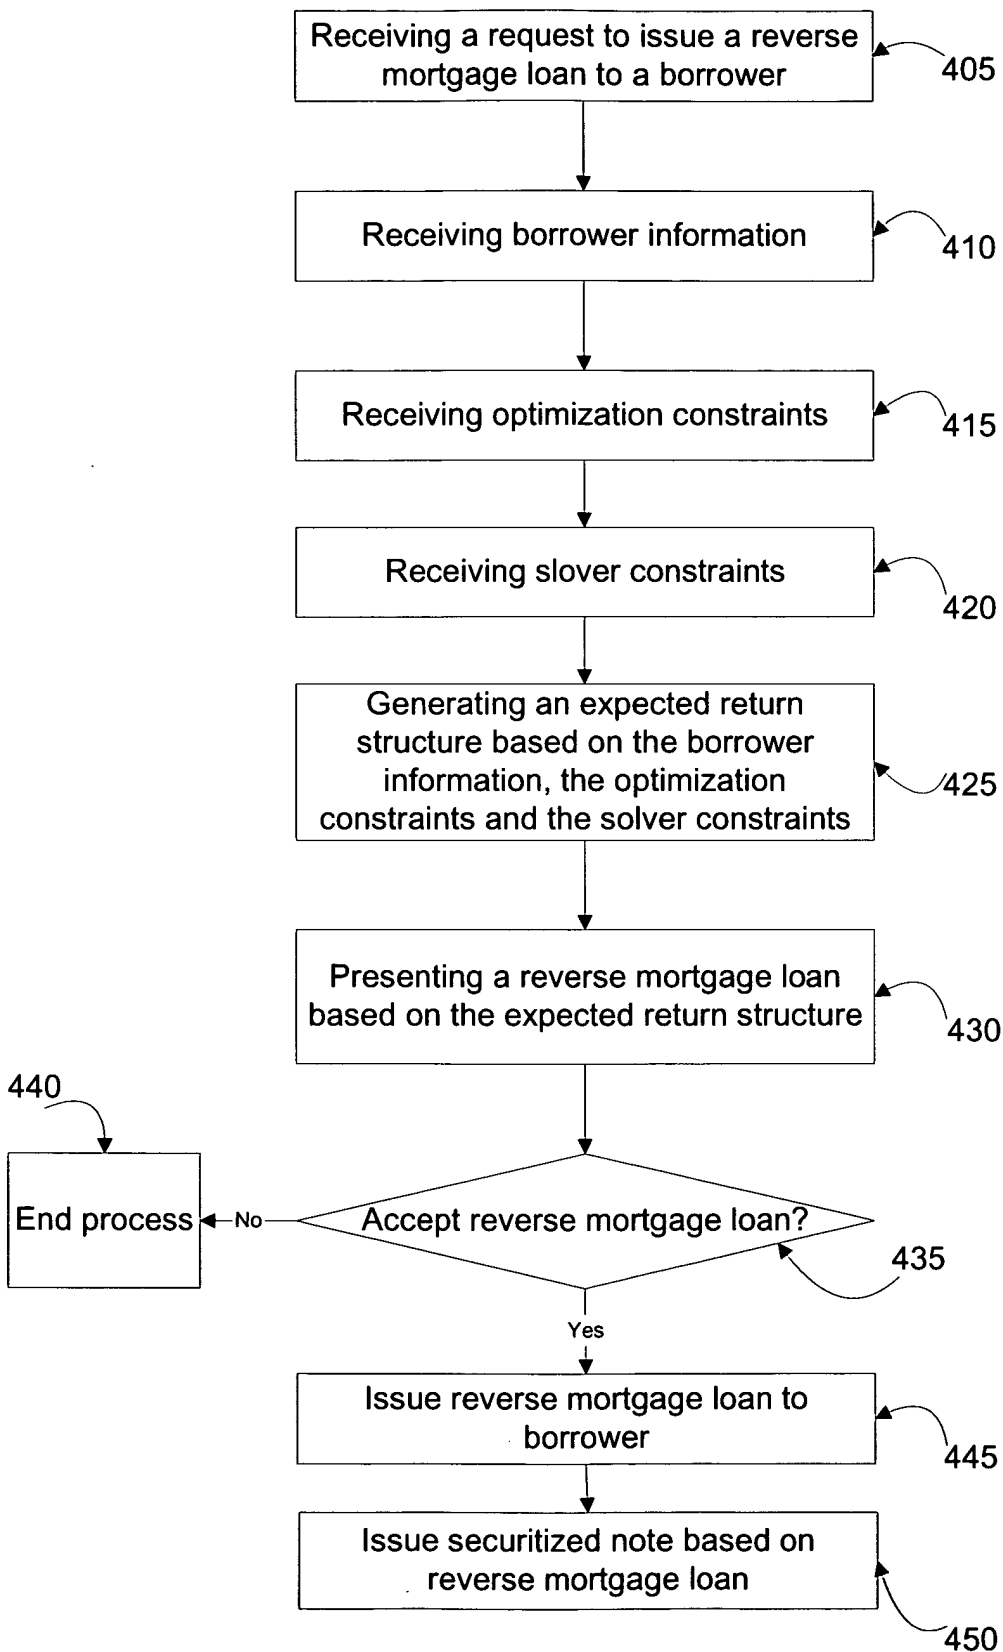 Receiving a request to issue a reverse
mortgage loan to a borrower
405
Receiving borrower information
410
Receiving optimization constraints
415
Receiving slover constraints
420
Generating an expected return
structure based on the borrower
information, the optimization
constraints and the solver constraints
425
Presenting a reverse mortgage loan
based on the expected return structure
430
440
End process
No
Accept reverse mortgage loan?
435
Yes
Issue reverse mortgage loan to
borrower
445
Issue securitized note based on
reverse mortgage loan
450